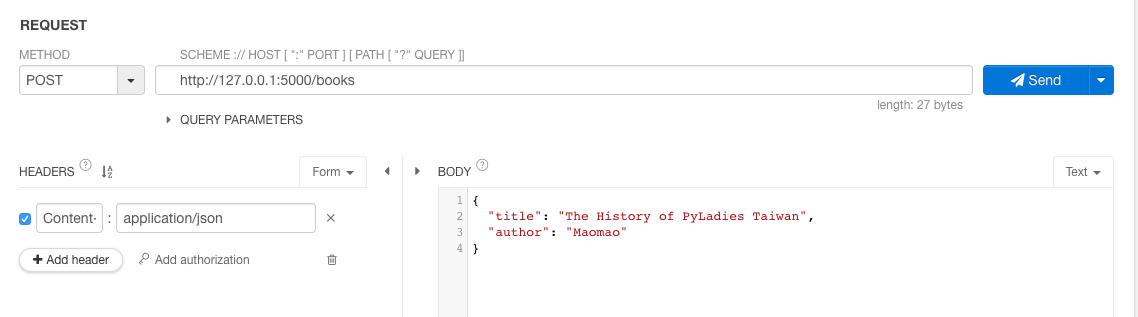 REQUEST
METHOD
SCHEME :// HOST [ ":" PORT ] [ PATH [ "?" QUERY ]]
POST
http://127.0.0.1:5000/books
Send
length: 27 bytes
QUERY PARAMETERS
HEADERS ? A Z
Form
BODY ?
Text
Content- : application/json ×
Add header
Add authorization
1 {
2 "title": "The History of PyLadies Taiwan",
3 "author": "Maomao"
4 }